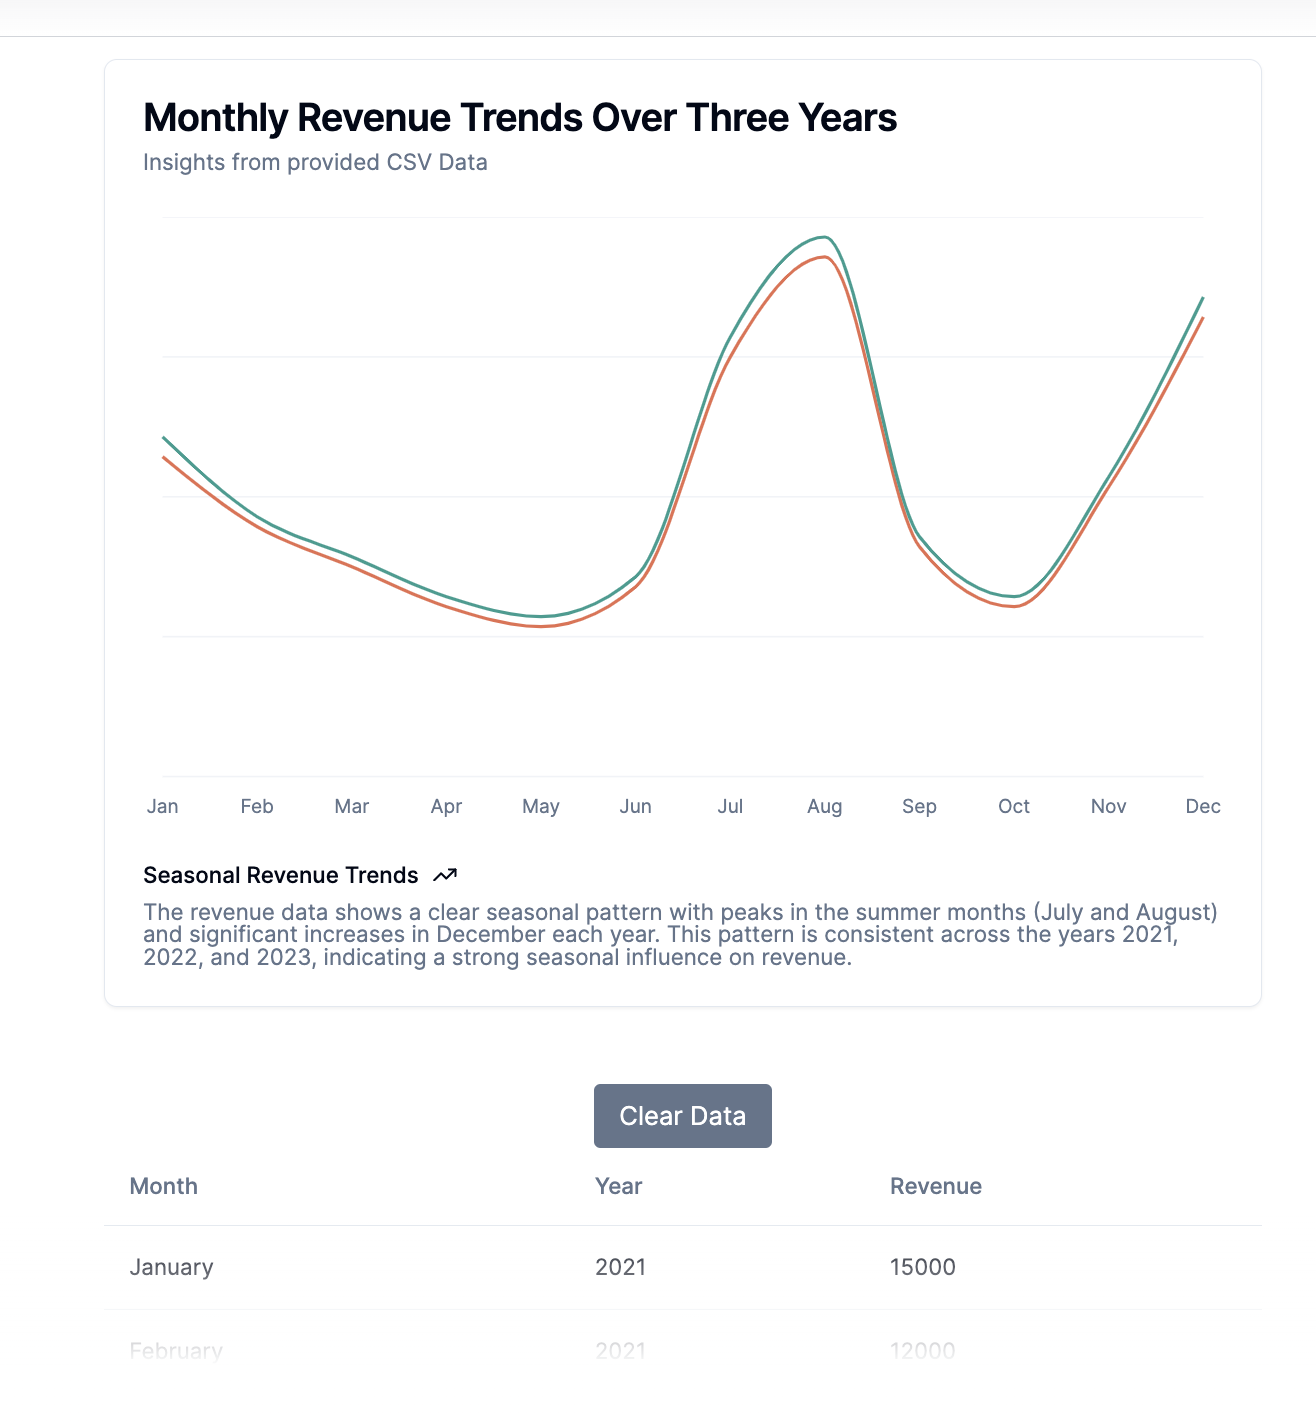 Monthly Revenue Trends Over Three Years
Insights from provided CSV Data
Jan Feb Mar Apr May Jun Jul Aug Sep Oct Nov Dec
Seasonal Revenue Trends
The revenue data shows a clear seasonal pattern with peaks in the summer months (July and August)
and significant increases in December each year. This pattern is consistent across the years 2021,
2022, and 2023, indicating a strong seasonal influence on revenue.
Clear Data
Month Year Revenue
January 2021 15000
February 2021 12000